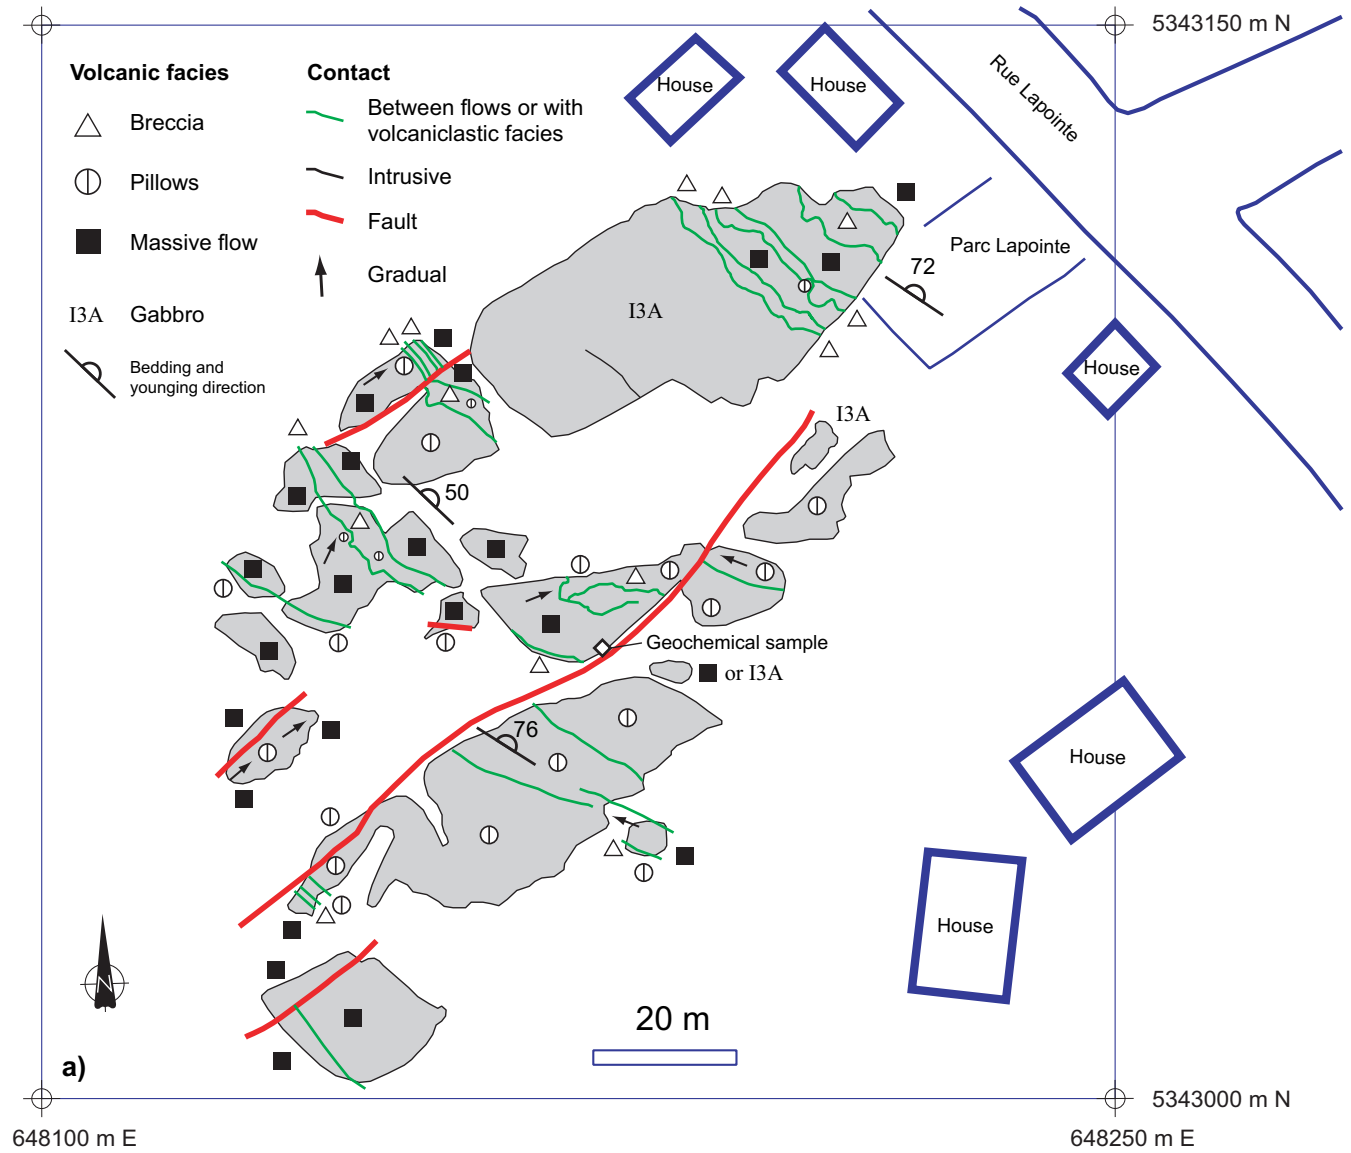 5343150 m N
Volcanic facies
Breccia
Pillows
Massive flow
I3A
Gabbro
Bedding and
younging direction
Contact
Between flows or with
volcaniclastic facies
Intrusive
Fault
Gradual
House
House
Rue Lapointe
Parc Lapointe
72
I3A
House
I3A
50
Geochemical sample
or I3A
76
House
House
N
20 m
a)
5343000 m N
648100 m E
648250 m E